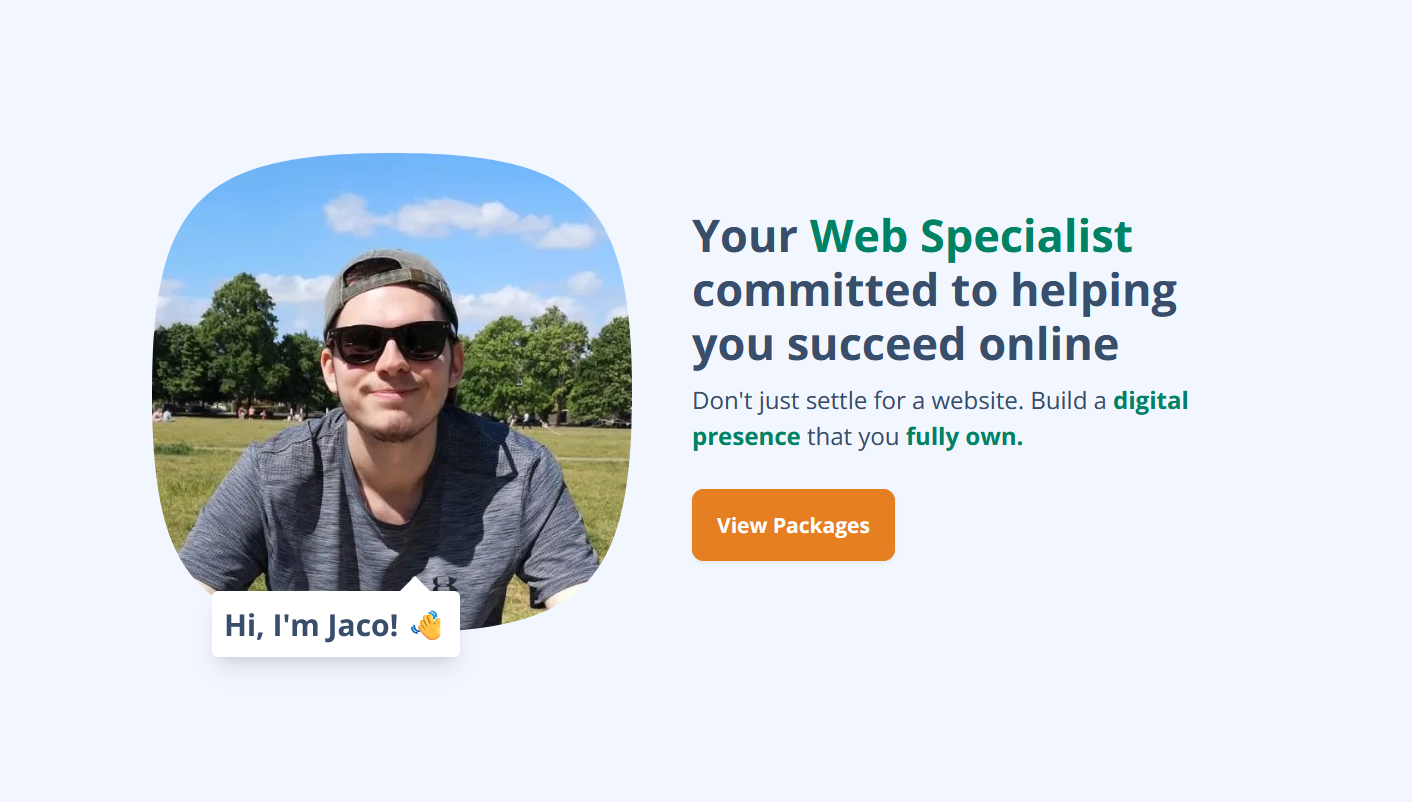 Your Web Specialist
committed to helping
you succeed online
Don't just settle for a website. Build a digital
presence that you fully own.
View Packages
Hi, I'm Jaco! 👋